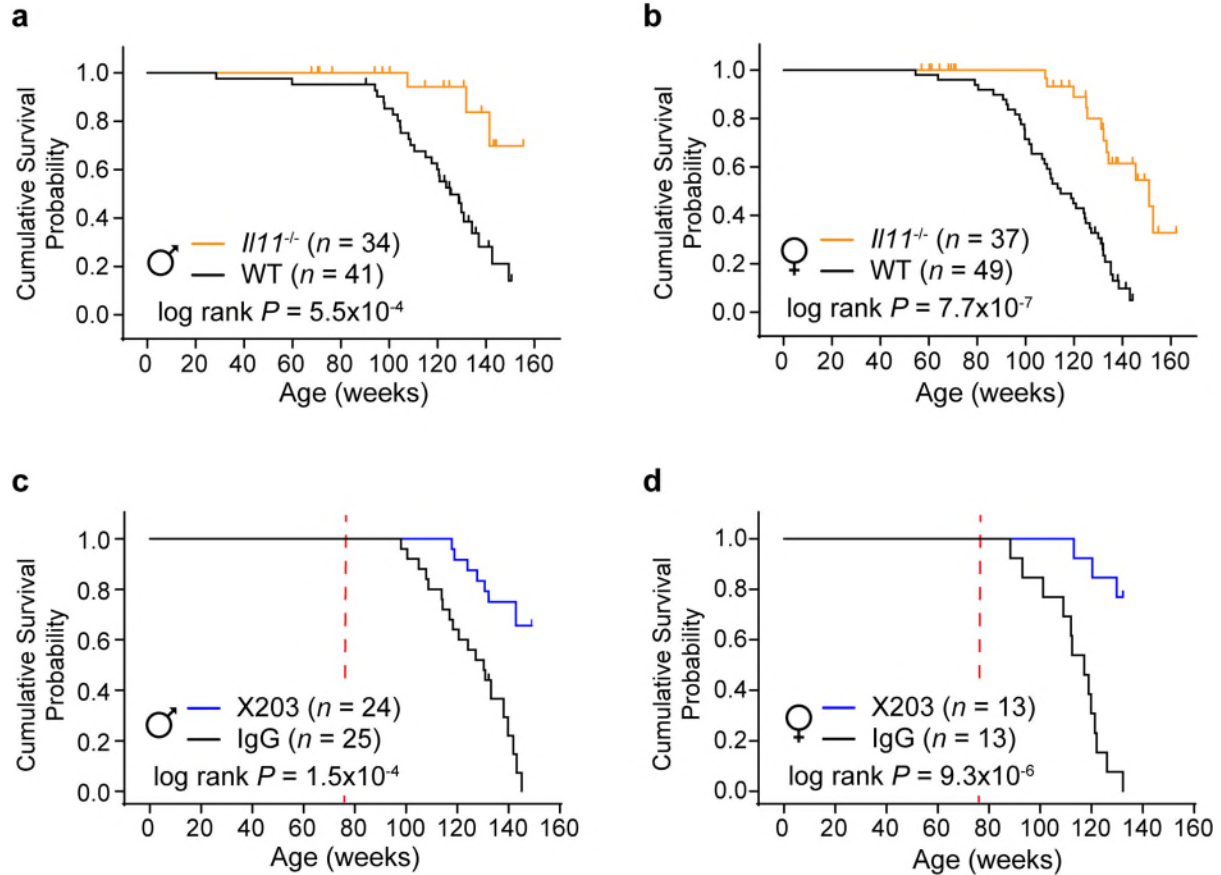 a
Cumulative Survival
Probability
1.0
0.8
0.6
0.4
0.2
0.0
♂
Il11⁻/⁻ (n = 34)
WT (n = 41)
log rank P = 5.5x10⁻⁴
0 20 40 60 80 100 120 140 160
Age (weeks)
b
Cumulative Survival
Probability
1.0
0.8
0.6
0.4
0.2
0.0
♀
Il11⁻/⁻ (n = 37)
WT (n = 49)
log rank P = 7.7x10⁻⁷
0 20 40 60 80 100 120 140 160
Age (weeks)
c
Cumulative Survival
Probability
1.0
0.8
0.6
0.4
0.2
0.0
♂
X203 (n = 24)
IgG (n = 25)
log rank P = 1.5x10⁻⁴
0 20 40 60 80 100 120 140 160
Age (weeks)
d
Cumulative Survival
Probability
1.0
0.8
0.6
0.4
0.2
0.0
♀
X203 (n = 13)
IgG (n = 13)
log rank P = 9.3x10⁻⁶
0 20 40 60 80 100 120 140 160
Age (weeks)